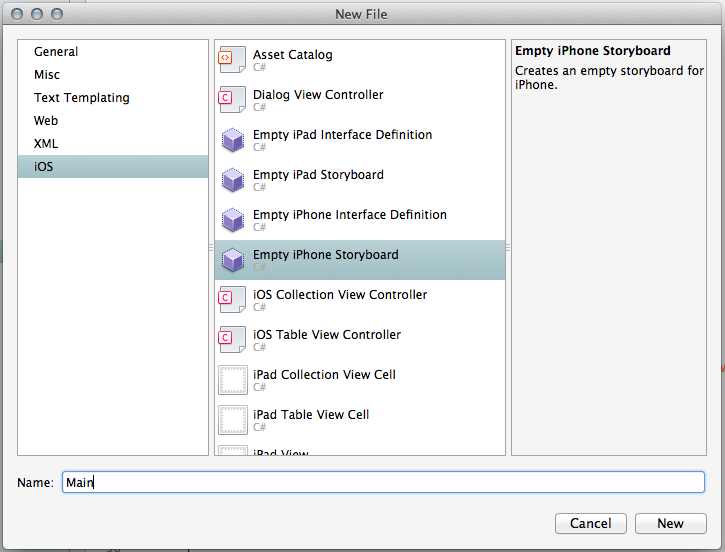 New File
General
Misc
Text Templating
Web
XML
iOS
<>
Asset Catalog
C#
C
Dialog View Controller
C#
Empty iPad Interface Definition
C#
Empty iPad Storyboard
C#
Empty iPhone Interface Definition
C#
Empty iPhone Storyboard
C#
C
iOS Collection View Controller
C#
C
iOS Table View Controller
C#
iPad Collection View Cell
C#
iPad Table View Cell
C#
iPad View
Empty iPhone Storyboard
Creates an empty storyboard for
iPhone.
Name: Main
Cancel New